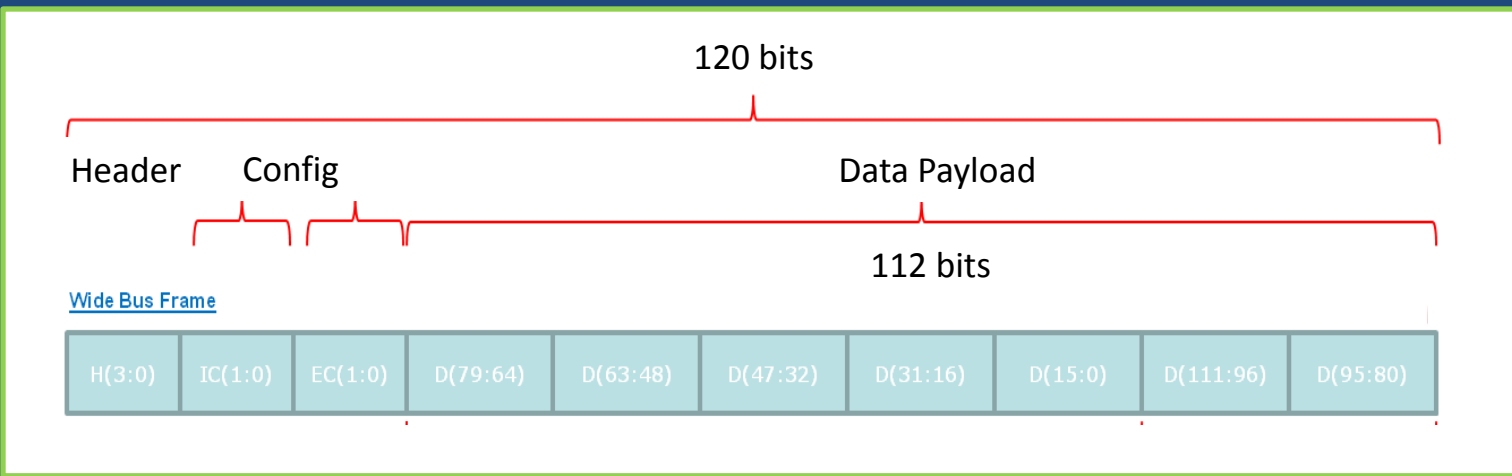 120 bits
Header Config Data Payload
112 bits
Wide Bus Frame
H(3:0) IC(1:0) EC(1:0) D(79:64) D(63:48) D(47:32) D(31:16) D(15:0) D(111:96) D(95:80)